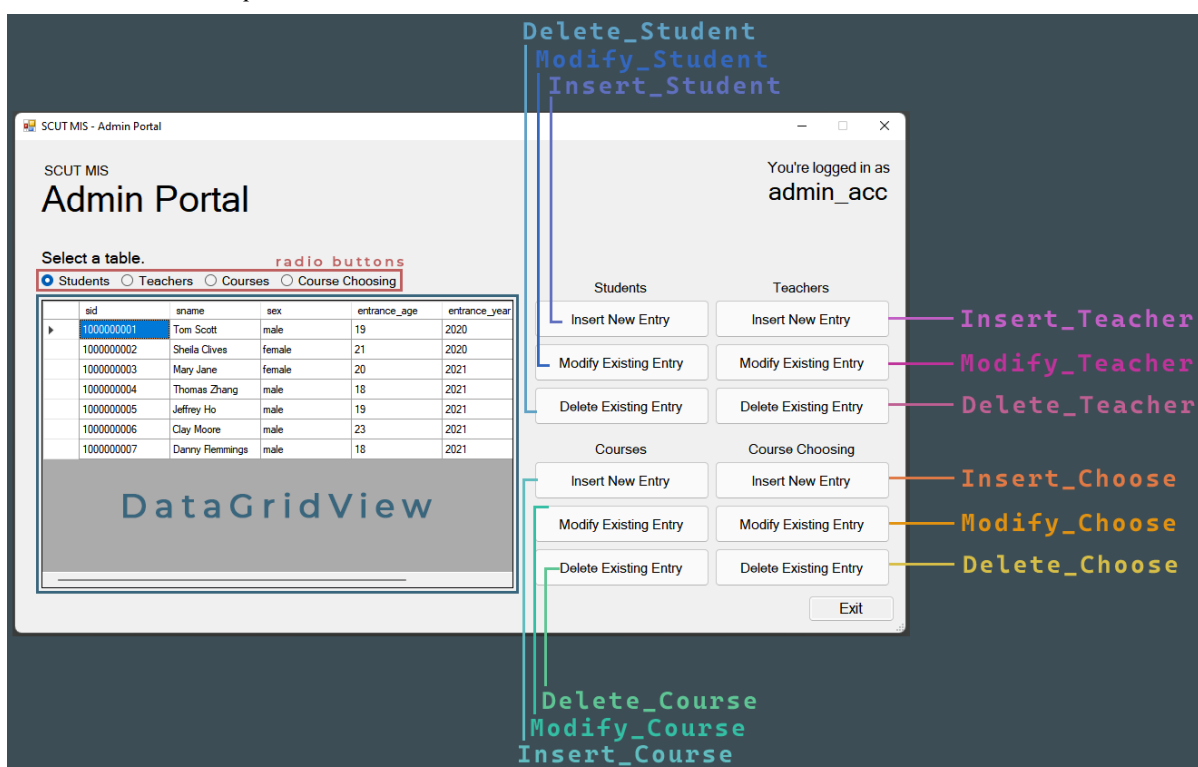 Delete_Student
Modify_Student
Insert_Student
SCUT MIS - Admin Portal
SCUT MIS
Admin Portal
You're logged in as
admin_acc
Select a table.
radio buttons
Students Teachers Courses Course Choosing
sid sname sex entrance_age entrance_year
1000000001 Tom Scott male 19 2020
1000000002 Sheila Clives female 21 2020
1000000003 Mary Jane female 20 2021
1000000004 Thomas Zhang male 18 2021
1000000005 Jeffrey Ho male 19 2021
1000000006 Clay Moore male 23 2021
1000000007 Danny Flemmings male 18 2021
DataGridView
Students Teachers
Insert New Entry Insert New Entry Insert_Teacher
Modify Existing Entry Modify Existing Entry Modify_Teacher
Delete Existing Entry Delete Existing Entry Delete_Teacher
Courses Course Choosing
Insert New Entry Insert New Entry Insert_Choose
Modify Existing Entry Modify Existing Entry Modify_Choose
Delete Existing Entry Delete Existing Entry Delete_Choose
Exit
Delete_Course
Modify_Course
Insert_Course